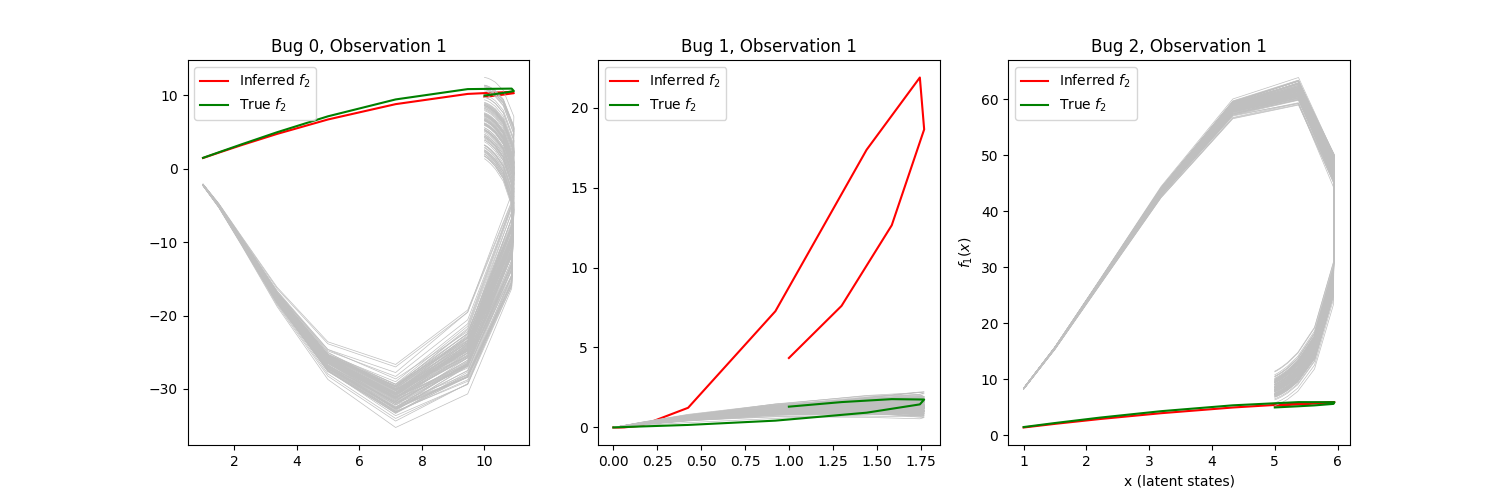 Bug 0, Observation 1
Inferred f₂
True f₂
10
0
−10
−20
−30
2 4 6 8 10
Bug 1, Observation 1
Inferred f₂
True f₂
20
15
10
5
0
0.00 0.25 0.50 0.75 1.00 1.25 1.50 1.75
Bug 2, Observation 1
Inferred f₂
True f₂
f₁(x)
60
50
40
30
20
10
0
1 2 3 4 5 6
x (latent states)